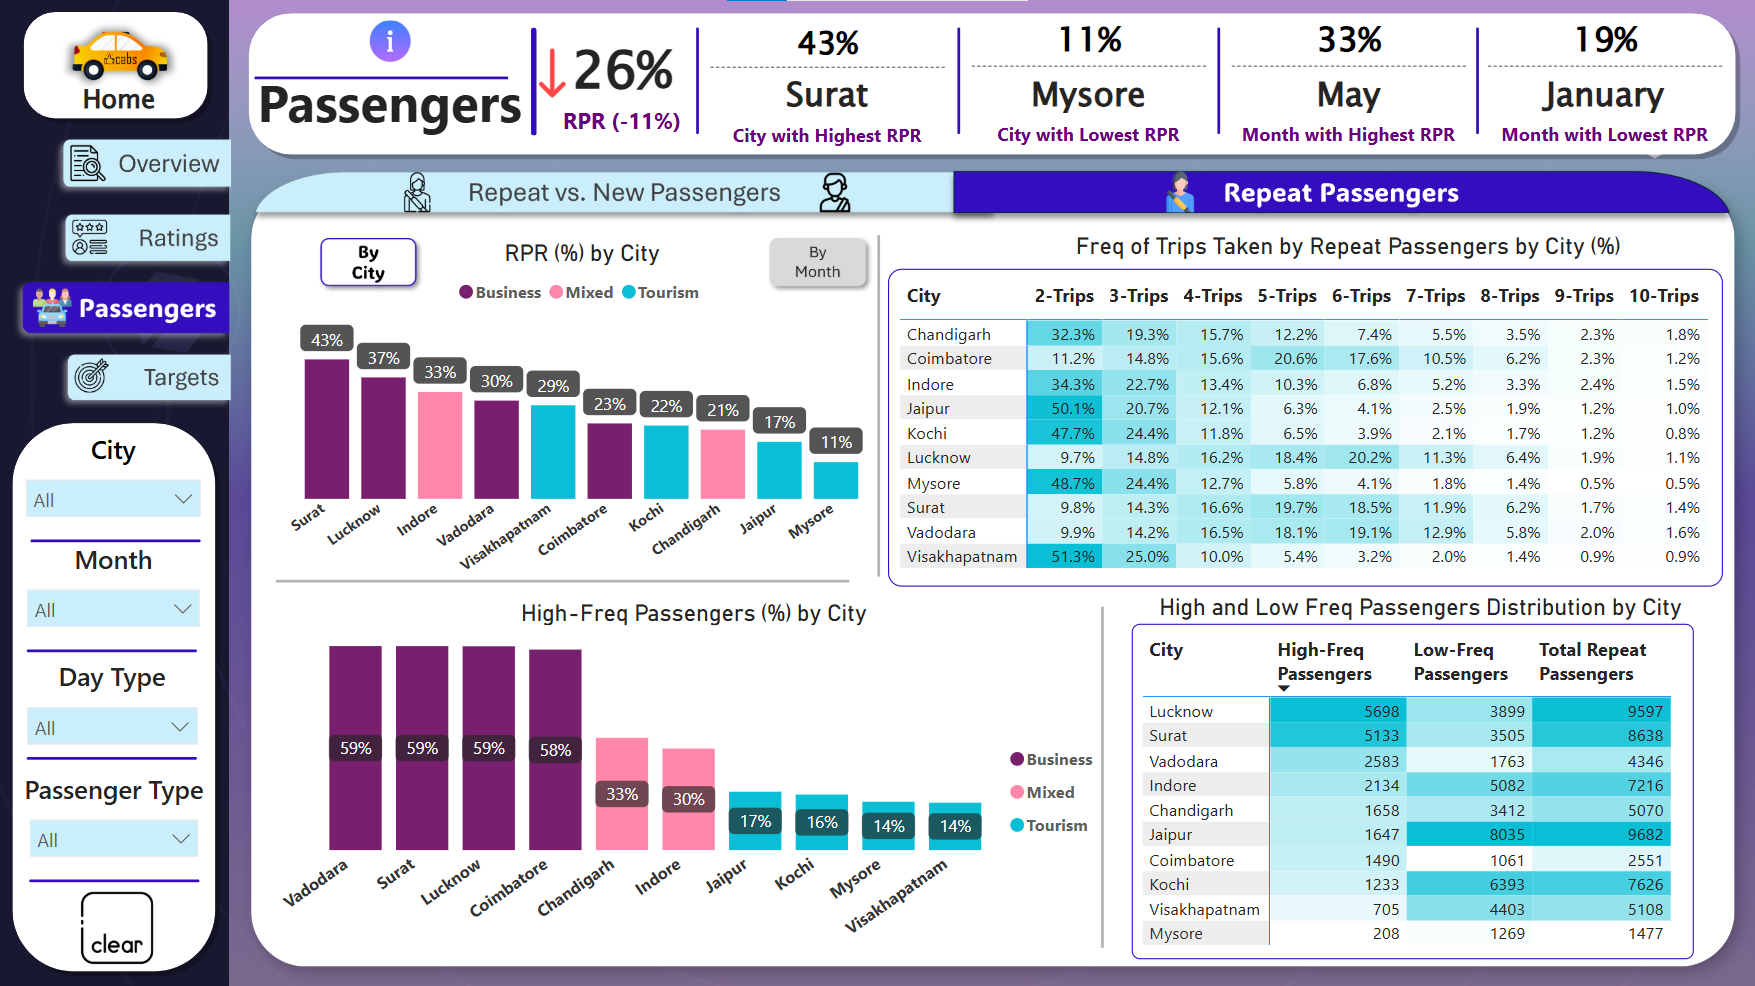 cabs
Home
Overview
Ratings
Passengers
Targets
City
All
Month
All
Day Type
All
Passenger Type
All
clear
i
Passengers
26%
RPR (-11%)
43%
Surat
City with Highest RPR
11%
Mysore
City with Lowest RPR
33%
May
Month with Highest RPR
19%
January
Month with Lowest RPR
Repeat vs. New Passengers
Repeat Passengers
By
City
RPR (%) by City
By
Month
Business Mixed Tourism
43%
37%
33%
30%
29%
23%
22%
21%
17%
11%
Surat
Lucknow
Indore
Vadodara
Visakhapatnam
Coimbatore
Kochi
Chandigarh
Jaipur
Mysore
Freq of Trips Taken by Repeat Passengers by City (%)
City 2-Trips 3-Trips 4-Trips 5-Trips 6-Trips 7-Trips 8-Trips 9-Trips 10-Trips
Chandigarh 32.3% 19.3% 15.7% 12.2% 7.4% 5.5% 3.5% 2.3% 1.8%
Coimbatore 11.2% 14.8% 15.6% 20.6% 17.6% 10.5% 6.2% 2.3% 1.2%
Indore 34.3% 22.7% 13.4% 10.3% 6.8% 5.2% 3.3% 2.4% 1.5%
Jaipur 50.1% 20.7% 12.1% 6.3% 4.1% 2.5% 1.9% 1.2% 1.0%
Kochi 47.7% 24.4% 11.8% 6.5% 3.9% 2.1% 1.7% 1.2% 0.8%
Lucknow 9.7% 14.8% 16.2% 18.4% 20.2% 11.3% 6.4% 1.9% 1.1%
Mysore 48.7% 24.4% 12.7% 5.8% 4.1% 1.8% 1.4% 0.5% 0.5%
Surat 9.8% 14.3% 16.6% 19.7% 18.5% 11.9% 6.2% 1.7% 1.4%
Vadodara 9.9% 14.2% 16.5% 18.1% 19.1% 12.9% 5.8% 2.0% 1.6%
Visakhapatnam 51.3% 25.0% 10.0% 5.4% 3.2% 2.0% 1.4% 0.9% 0.9%
High-Freq Passengers (%) by City
59%
59%
59%
58%
33%
30%
17%
16%
14%
14%
Vadodara
Surat
Lucknow
Coimbatore
Chandigarh
Indore
Jaipur
Kochi
Mysore
Visakhapatnam
Business
Mixed
Tourism
High and Low Freq Passengers Distribution by City
City High-Freq Passengers Low-Freq Passengers Total Repeat Passengers
Lucknow 5698 3899 9597
Surat 5133 3505 8638
Vadodara 2583 1763 4346
Indore 2134 5082 7216
Chandigarh 1658 3412 5070
Jaipur 1647 8035 9682
Coimbatore 1490 1061 2551
Kochi 1233 6393 7626
Visakhapatnam 705 4403 5108
Mysore 208 1269 1477